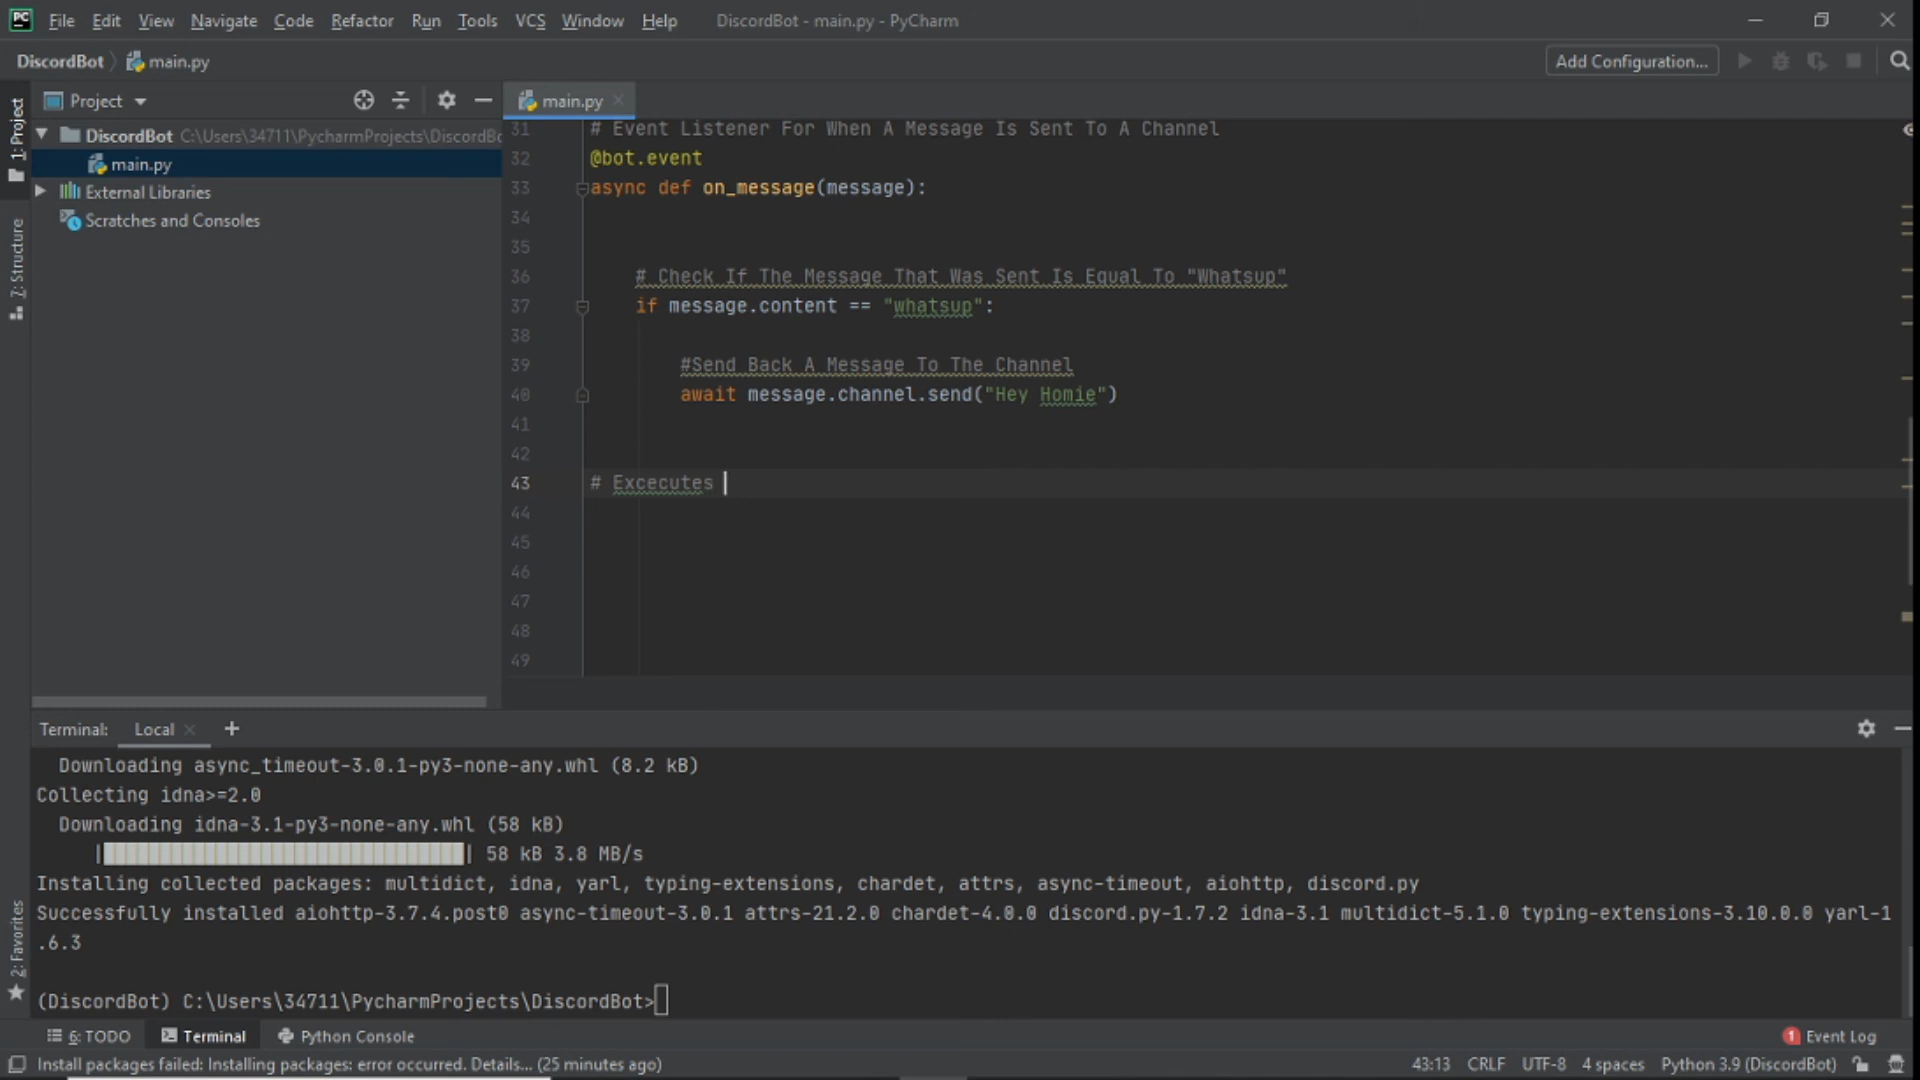 PC File Edit View Navigate Code Refactor Run Tools VCS Window Help DiscordBot - main.py - PyCharm
DiscordBot main.py Add Configuration...
Project main.py
1: Project
DiscordBot C:\Users\34711\PycharmProjects\DiscordBo
main.py
External Libraries
Scratches and Consoles
7: Structure
31 # Event Listener For When A Message Is Sent To A Channel
32 @bot.event
33 async def on_message(message):
34
35
36 # Check If The Message That Was Sent Is Equal To "Whatsup"
37 if message.content == "whatsup":
38
39 #Send Back A Message To The Channel
40 await message.channel.send("Hey Homie")
41
42
43 # Excecutes
44
45
46
47
48
49
Terminal: Local +
Downloading async_timeout-3.0.1-py3-none-any.whl (8.2 kB)
Collecting idna>=2.0
Downloading idna-3.1-py3-none-any.whl (58 kB)
|████████████████████████████████| 58 kB 3.8 MB/s
Installing collected packages: multidict, idna, yarl, typing-extensions, chardet, attrs, async-timeout, aiohttp, discord.py
Successfully installed aiohttp-3.7.4.post0 async-timeout-3.0.1 attrs-21.2.0 chardet-4.0.0 discord.py-1.7.2 idna-3.1 multidict-5.1.0 typing-extensions-3.10.0.0 yarl-1
.6.3
(DiscordBot) C:\Users\34711\PycharmProjects\DiscordBot>
2: Favorites
6: TODO Terminal Python Console 1 Event Log
Install packages failed: Installing packages: error occurred. Details... (25 minutes ago) 43:13 CRLF UTF-8 4 spaces Python 3.9 (DiscordBot)